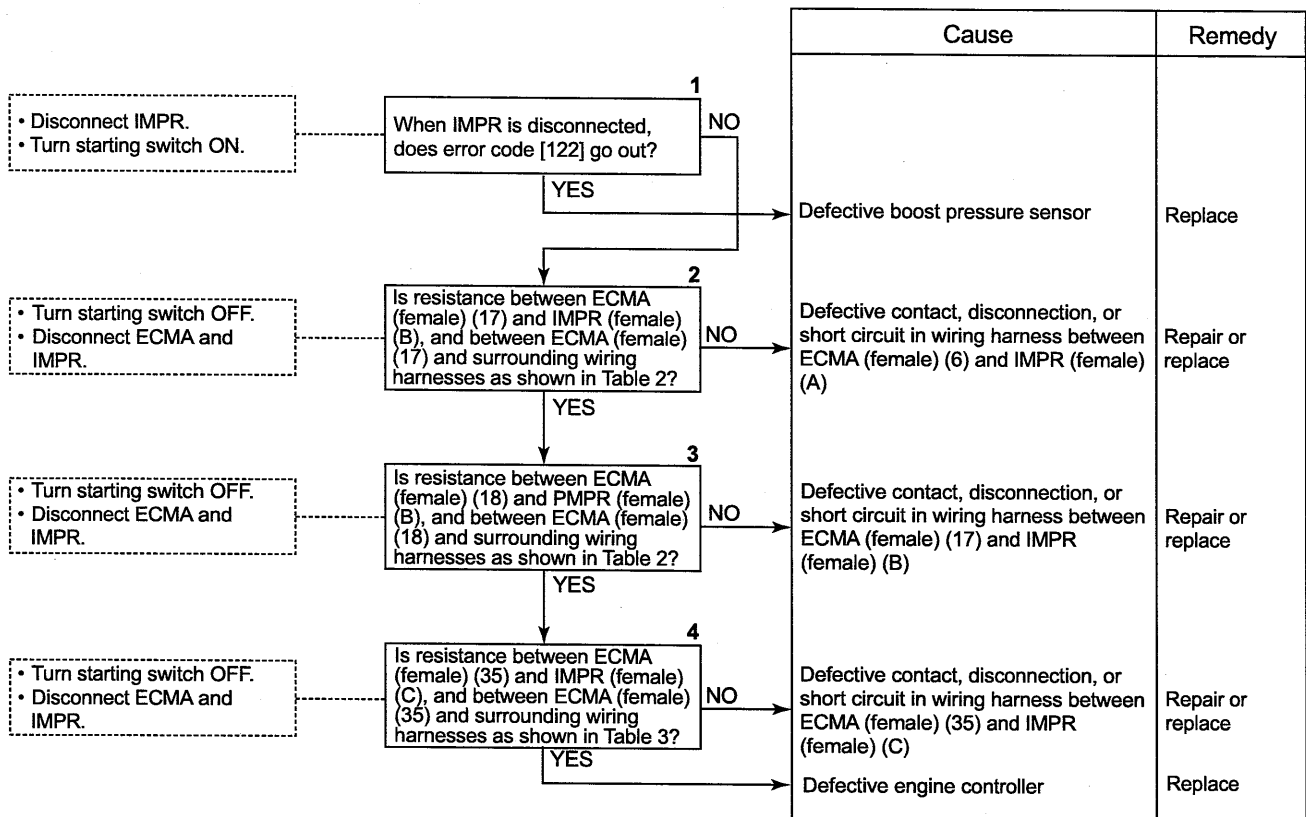 Cause
Remedy
• Disconnect IMPR.
• Turn starting switch ON.
1
When IMPR is disconnected,
does error code [122] go out?
NO
YES
Defective boost pressure sensor
Replace
• Turn starting switch OFF.
• Disconnect ECMA and
IMPR.
2
Is resistance between ECMA
(female) (17) and IMPR (female)
(B), and between ECMA (female)
(17) and surrounding wiring
harnesses as shown in Table 2?
NO
YES
Defective contact, disconnection, or
short circuit in wiring harness between
ECMA (female) (6) and IMPR (female)
(A)
Repair or
replace
• Turn starting switch OFF.
• Disconnect ECMA and
IMPR.
3
Is resistance between ECMA
(female) (18) and PMPR (female)
(B), and between ECMA (female)
(18) and surrounding wiring
harnesses as shown in Table 2?
NO
YES
Defective contact, disconnection, or
short circuit in wiring harness between
ECMA (female) (17) and IMPR
(female) (B)
Repair or
replace
• Turn starting switch OFF.
• Disconnect ECMA and
IMPR.
4
Is resistance between ECMA
(female) (35) and IMPR (female)
(C), and between ECMA (female)
(35) and surrounding wiring
harnesses as shown in Table 3?
NO
YES
Defective contact, disconnection, or
short circuit in wiring harness between
ECMA (female) (35) and IMPR
(female) (C)
Repair or
replace
Defective engine controller
Replace